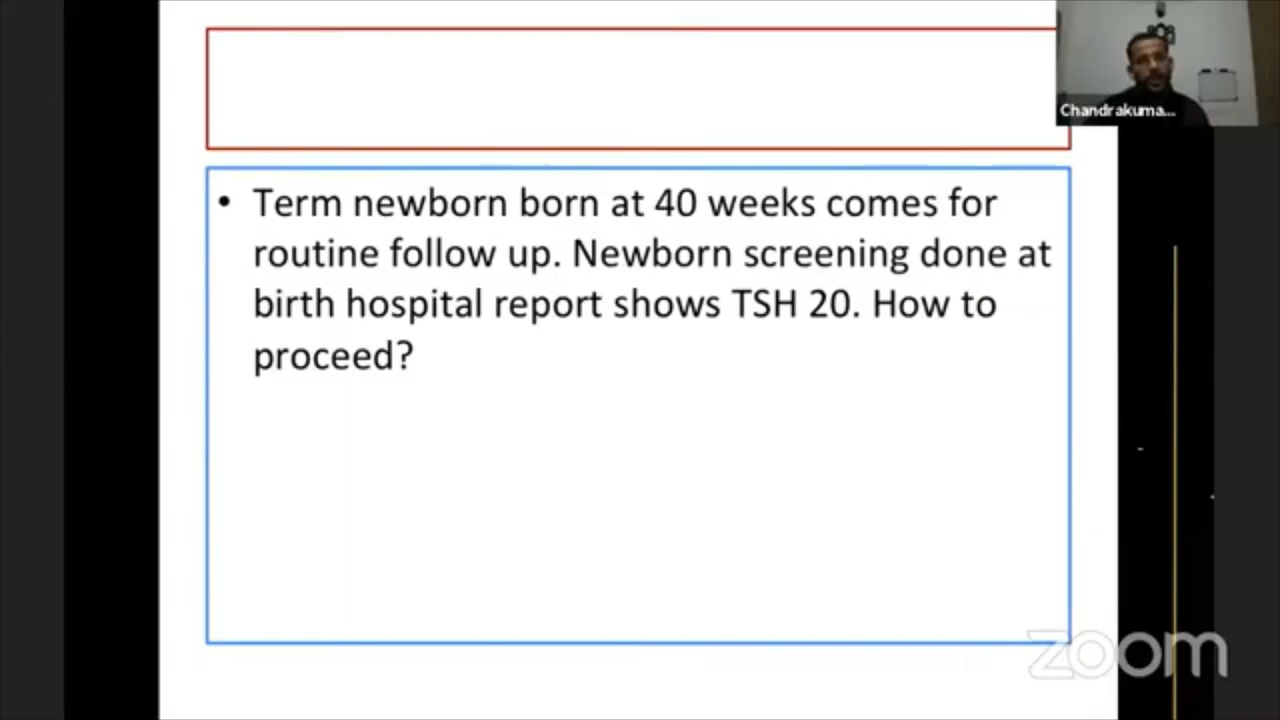 Chandrakuma...
• Term newborn born at 40 weeks comes for
routine follow up. Newborn screening done at
birth hospital report shows TSH 20. How to
proceed?
zoom